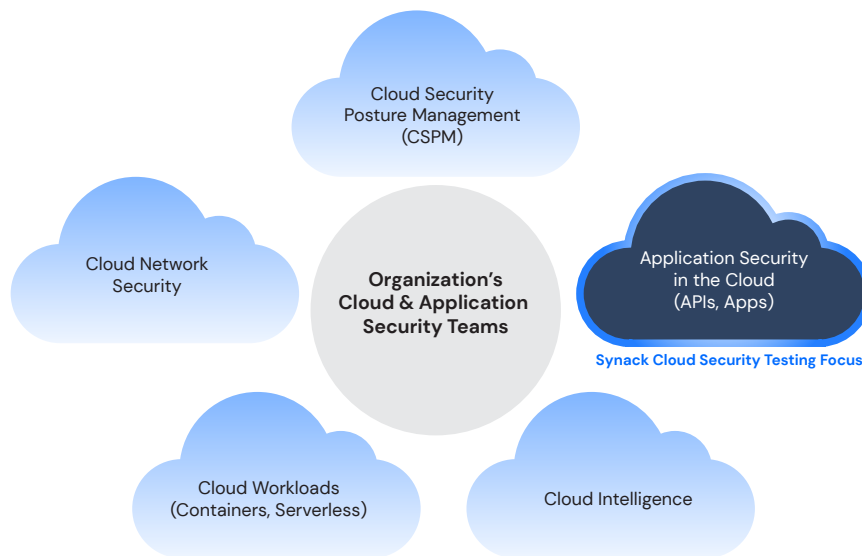 Cloud Security
Posture Management
(CSPM)
Cloud Network
Security
Organization’s
Cloud & Application
Security Teams
Application Security
in the Cloud
(APIs, Apps)
Synack Cloud Security Testing Focus
Cloud Workloads
(Containers, Serverless)
Cloud Intelligence